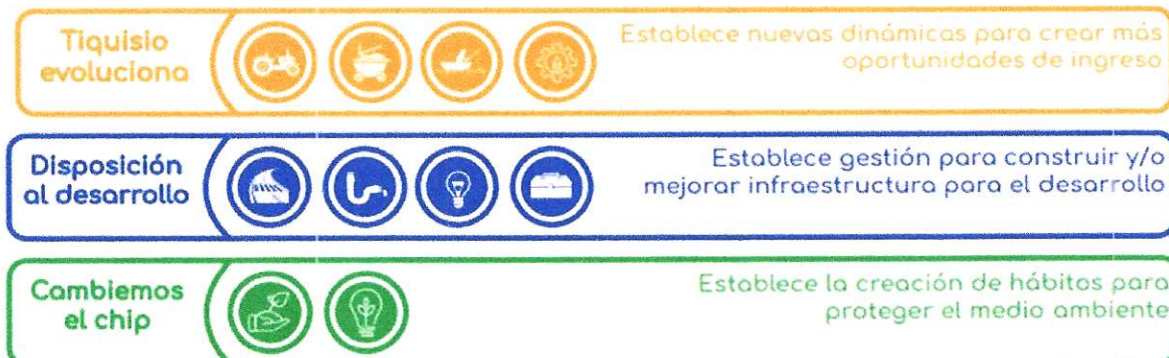 Tiquisio
evoluciona
Establece nuevas dinámicas para crear más
oportunidades de ingreso
Disposición
al desarrollo
Establece gestión para construir y/o
mejorar infraestructura para el desarrollo
Cambiemos
el chip
Establece la creación de hábitos para
proteger el medio ambiente